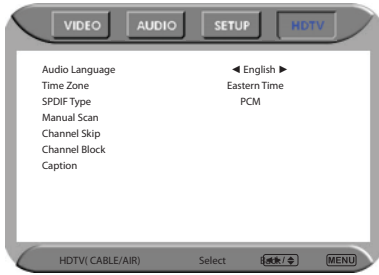 VIDEO AUDIO SETUP HDTV
Audio Language ◄ English ►
Time Zone Eastern Time
SPDIF Type PCM
Manual Scan
Channel Skip
Channel Block
Caption
HDTV( CABLE/AIR) Select MENU